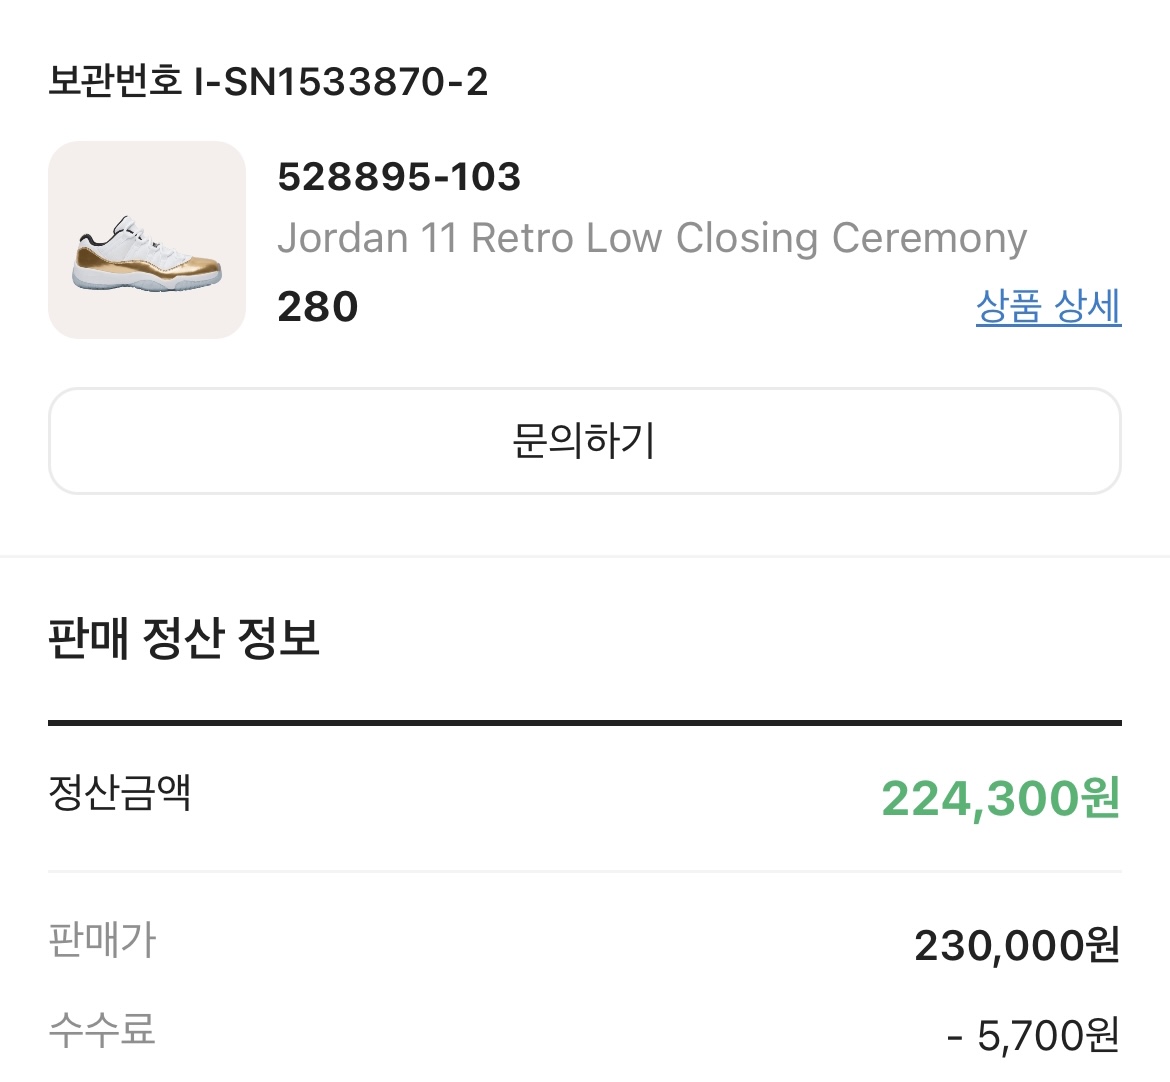 보관번호 I-SN1533870-2
528895-103
Jordan 11 Retro Low Closing Ceremony
280
상품 상세
문의하기
판매 정산 정보
정산금액 224,300원
판매가 230,000원
수수료 - 5,700원